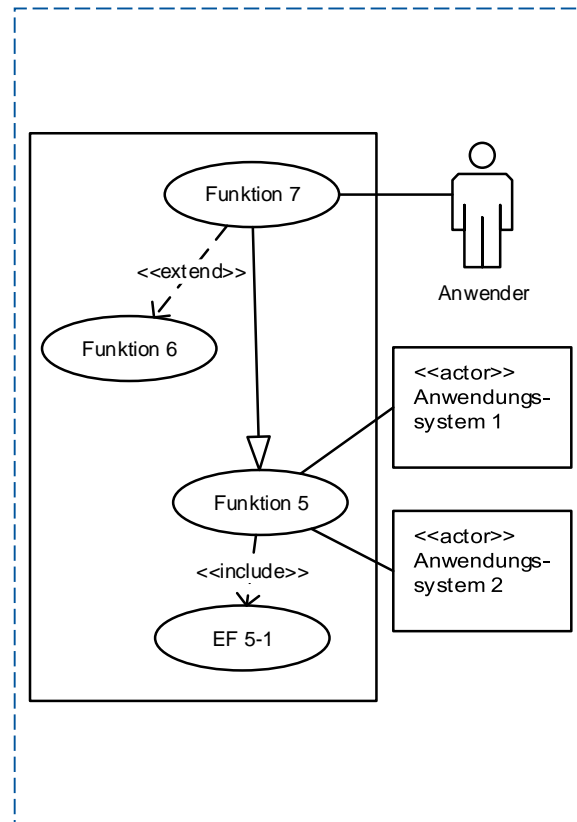 Funktion 7
<<extend>>
Anwender
Funktion 6
<<actor>>
Anwendungs-
system 1
Funktion 5
<<actor>>
Anwendungs-
system 2
<<include>>
EF 5-1